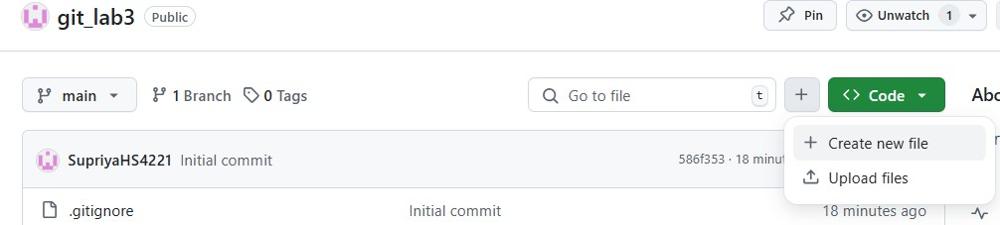 git_lab3 Public Pin Unwatch 1
main 1 Branch 0 Tags Go to file t + Code
SupriyaHS4221 Initial commit 586f353 · 18 minut
+ Create new file
Upload files
.gitignore Initial commit 18 minutes ago